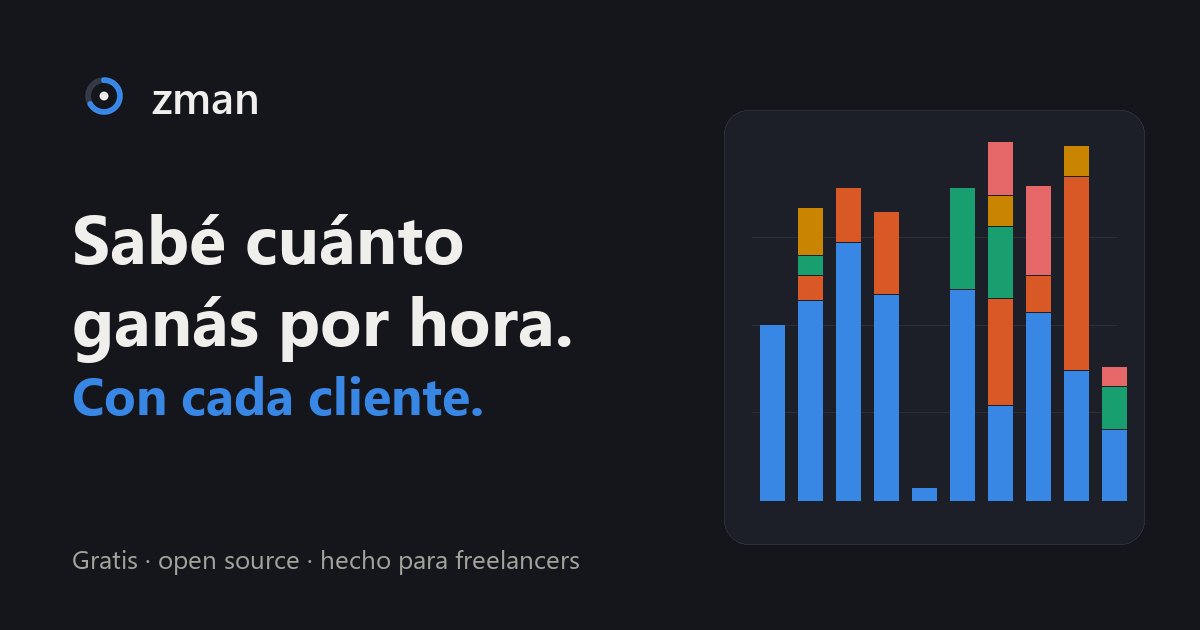 zman
Sabé cuánto
ganás por hora.
Con cada cliente.
Gratis · open source · hecho para freelancers